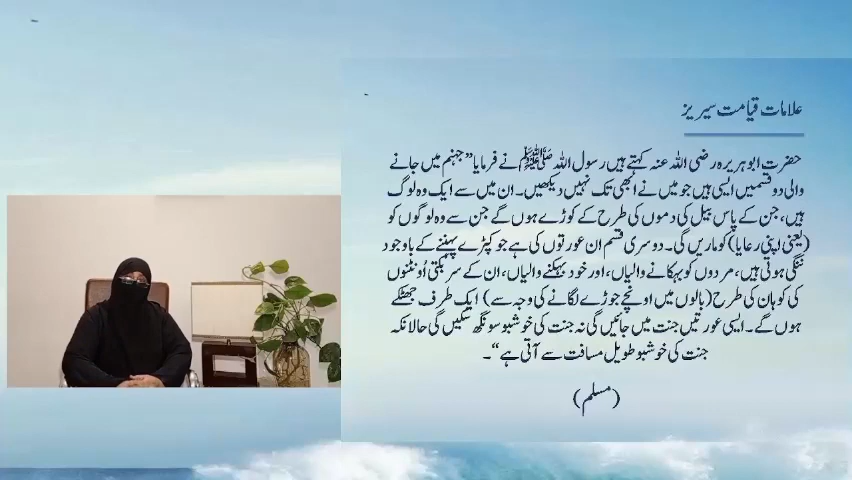 علامات قیامت سیریز
حضرت ابوہریرہ رضی اللہ عنہ کہتے ہیں رسول اللہ ﷺ نے فرمایا ”جہنم میں جانے
والی دو قسمیں ایسی ہیں جو میں نے ابھی تک نہیں دیکھیں۔ ان میں سے ایک وہ لوگ
ہیں، جن کے پاس بیل کی دموں کی طرح کے کوڑے ہوں گے جن سے وہ لوگوں کو
(یعنی اپنی رعایا) کو ماریں گی۔ دوسری قسم ان عورتوں کی ہے جو کپڑے پہننے کے باوجود
ننگی ہوتی ہیں، مردوں کو بہکانے والیاں، اور خود بہکنے والیاں، ان کے سر بکتی اُونٹنوں
کی کوہان کی طرح (بالوں میں اونچے جوڑے لگانے کی وجہ سے) ایک طرف جھٹکے
ہوں گے۔ ایسی عورتیں جنت میں جائیں گی نہ جنت کی خوشبو سونگھ سکیں گی حالانکہ
جنت کی خوشبو طویل مسافت سے آتی ہے“۔
(مسلم)